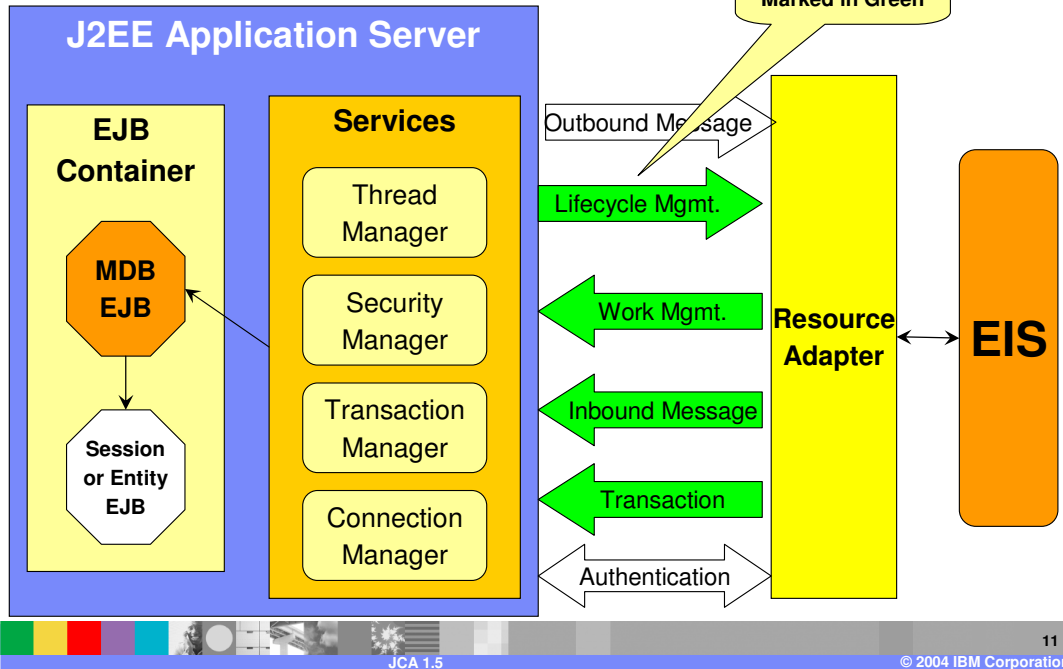 Marked in Green
J2EE Application Server
EJB
Container
MDB
EJB
Session
or Entity
EJB
Services
Thread
Manager
Security
Manager
Transaction
Manager
Connection
Manager
Outbound Message
Lifecycle Mgmt.
Work Mgmt.
Inbound Message
Transaction
Authentication
Resource
Adapter
EIS
11
JCA 1.5
© 2004 IBM Corporatio